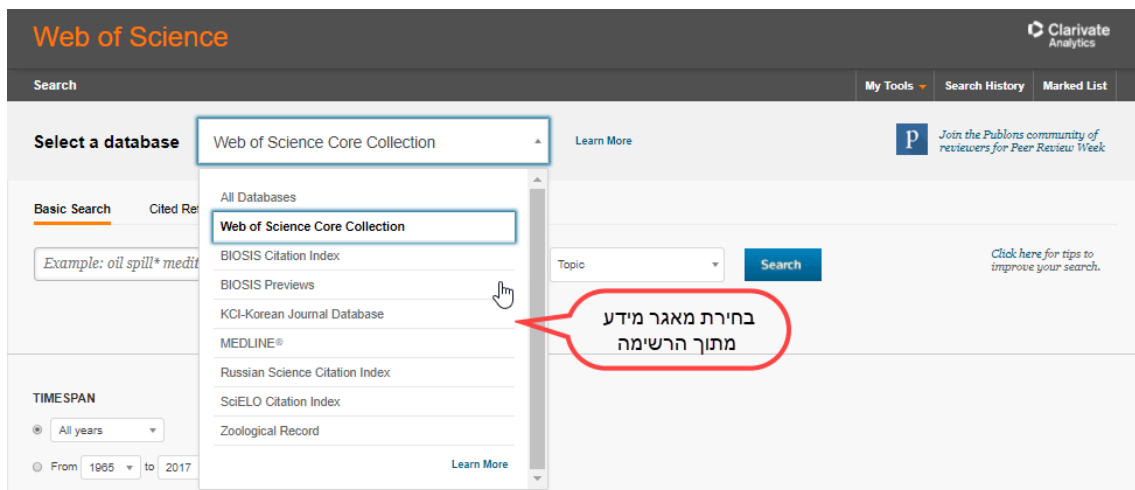 Web of Science
Clarivate
Analytics
Search
My Tools
Search History
Marked List
Select a database
Web of Science Core Collection
Learn More
p
Join the Publons community of
reviewers for Peer Review Week
All Databases
Basic Search
Cited Ref
Web of Science Core Collection
BIOSIS Citation Index
Example: oil spill* medit
Topic
Search
Click here for tips to
improve your search.
BIOSIS Previews
KCI-Korean Journal Database
בחירת מאגר מידע
מתוך הרשימה
MEDLINE®
Russian Science Citation Index
TIMESPAN
SciELO Citation Index
All years
Zoological Record
Learn More
From 1965 to 2017